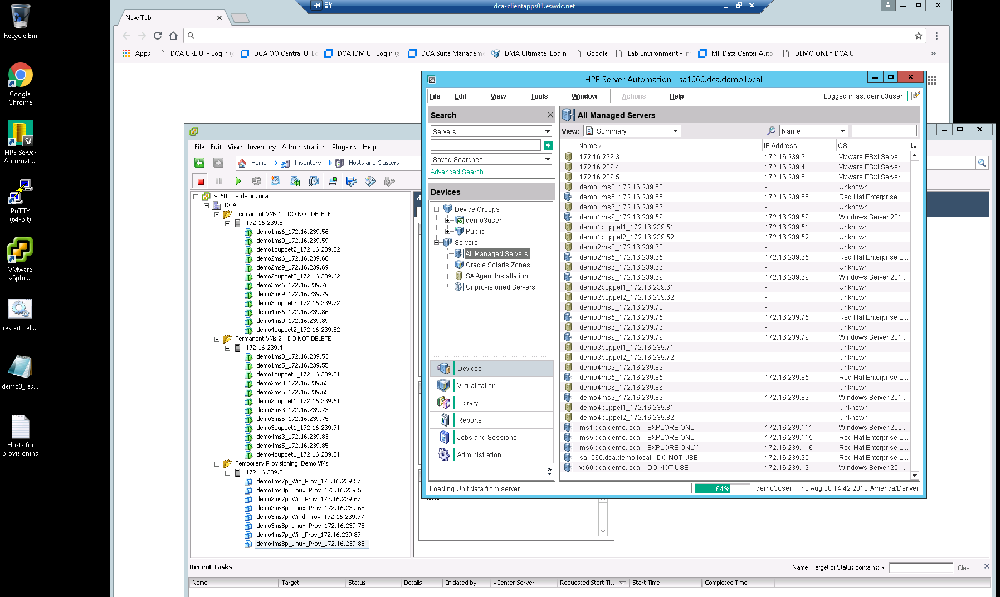 Recycle Bin
Google
Chrome
HPE Server
Automati...
SA
PuTTY
(64-bit)
VMware
vSphe...
restart_tell...
demo3_res...
Hosts for
provisioning
dca-clientapps01.eswdc.net
New Tab
Apps
DCA URL UI - Login (
DCA OO Central UI Lo
DCA IDM UI Login (a
DCA Suite Managem
DMA Ultimate Login
Google
Lab Environment - m
MF Data Center Auto
DEMO ONLY DCA UI
»
File Edit View Inventory Administration Plug-ins Help
Home Inventory Hosts and Clusters
vc60.dca.demo.local
DCA
Permanent VMs 1 - DO NOT DELETE
172.16.239.5
demo1ms6_172.16.239.56
demo1ms9_172.16.239.59
demo1puppet2_172.16.239.52
demo2ms6_172.16.239.66
demo2ms9_172.16.239.69
demo2puppet2_172.16.239.62
demo3ms6_172.16.239.76
demo3ms9_172.16.239.79
demo3puppet2_172.16.239.72
demo4ms6_172.16.239.86
demo4ms9_172.16.239.89
demo4puppet2_172.16.239.82
Permanent VMs 2 -DO NOT DELETE
172.16.239.4
demo1ms3_172.16.239.53
demo1ms5_172.16.239.55
demo1puppet1_172.16.239.51
demo2ms3_172.16.239.63
demo2ms5_172.16.239.65
demo2puppet1_172.16.239.61
demo3ms3_172.16.239.73
demo3ms5_172.16.239.75
demo3puppet1_172.16.239.71
demo4ms3_172.16.239.83
demo4ms5_172.16.239.85
demo4puppet1_172.16.239.81
Temporary Provisioning Demo VMs
172.16.239.3
demo1ms7p_Win_Prov_172.16.239.57
demo1ms8p_Linux_Prov_172.16.239.58
demo2ms7p_Win_Prov_172.16.239.67
demo2ms8p_Linux_Prov_172.16.239.68
demo3ms7p_Wind_Prov_172.16.239.77
demo3ms8p_Linux_Prov_172.16.239.78
demo4ms7p_Win_Prov_172.16.239.87
demo4ms8p_Linux_Prov_172.16.239.88
SA
HPE Server Automation - sa1060.dca.demo.local
File Edit View Tools Window Actions Help
Logged in as: demo3user
Search
Servers
Saved Searches ...
Advanced Search
Devices
Device Groups
demo3user
Public
Servers
All Managed Servers
Oracle Solaris Zones
SA Agent Installation
Unprovisioned Servers
Devices
Virtualization
Library
Reports
Jobs and Sessions
Administration
»
All Managed Servers
View: Summary Name
Name IP Address OS
172.16.239.3 172.16.239.3 VMware ESXi Server ...
172.16.239.4 172.16.239.4 VMware ESXi Server ...
172.16.239.5 172.16.239.5 VMware ESXi Server ...
demo1ms3_172.16.239.53 - Unknown
demo1ms5_172.16.239.55 172.16.239.55 Red Hat Enterprise L...
demo1ms6_172.16.239.56 - Unknown
demo1ms9_172.16.239.59 172.16.239.59 Windows Server 201...
demo1puppet1_172.16.239.51 172.16.239.51 Unknown
demo1puppet2_172.16.239.52 172.16.239.52 Unknown
demo2ms3_172.16.239.63 - Unknown
demo2ms5_172.16.239.65 172.16.239.65 Red Hat Enterprise L...
demo2ms6_172.16.239.66 - Unknown
demo2ms9_172.16.239.69 172.16.239.69 Windows Server 201...
demo2puppet1_172.16.239.61 - Unknown
demo2puppet2_172.16.239.62 - Unknown
demo3ms3_172.16.239.73 - Unknown
demo3ms5_172.16.239.75 172.16.239.75 Red Hat Enterprise L...
demo3ms6_172.16.239.76 - Unknown
demo3ms9_172.16.239.79 172.16.239.79 Windows Server 201...
demo3puppet1_172.16.239.71 - Unknown
demo3puppet2_172.16.239.72 - Unknown
demo4ms3_172.16.239.83 - Unknown
demo4ms5_172.16.239.85 172.16.239.85 Red Hat Enterprise L...
demo4ms6_172.16.239.86 - Unknown
demo4ms9_172.16.239.89 172.16.239.89 Windows Server 201...
demo4puppet1_172.16.239.81 - Unknown
demo4puppet2_172.16.239.82 - Unknown
ms1.dca.demo.local - EXPLORE ONLY 172.16.239.111 Windows Server 200...
ms5.dca.demo.local - EXPLORE ONLY 172.16.239.115 Red Hat Enterprise L...
ms6.dca.demo.local - EXPLORE ONLY 172.16.239.116 Red Hat Enterprise L...
sa1060.dca.demo.local - DO NOT USE 172.16.239.20 Red Hat Enterprise L...
vc60.dca.demo.local - DO NOT USE 172.16.239.13 Windows Server 201...
Loading Unit data from server. 64% demo3user Thu Aug 30 14:42 2018 America/Denver
Recent Tasks
Name, Target or Status contains: Clear
Name Target Status Details Initiated by vCenter Server Requested Start Ti... Start Time Completed Time